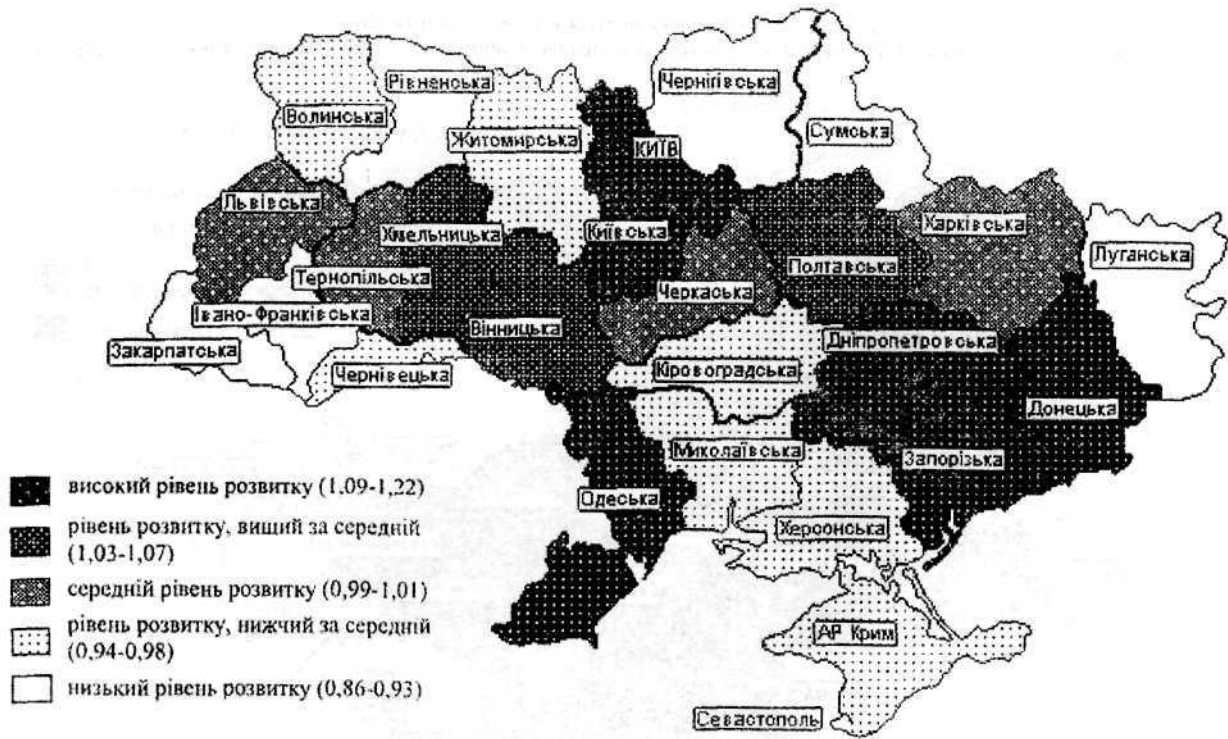 Рівненська
Чернігівська
Волинська
Сумська
Житомирська
КИЇВ
Львівська
Хмельницька
Київська
Харківська
Луганська
Тернопільська
Полтавська
Черкаська
Івано-Франківська
Вінницька
Дніпропетровська
Закарпатська
Чернівецька
Кіровоградська
Донецька
Миколаївська
Запорізька
Одеська
Херсонська
АР Крим
Севастополь
високий рівень розвитку (1.09-1,22)
рівень розвитку, вищий за середній
(1,03-1,07)
середній рівень розвитку (0,99-1,01)
рівень розвитку, нижчий за середній
(0,94-0,98)
низький рівень розвитку (0,86-0,93)